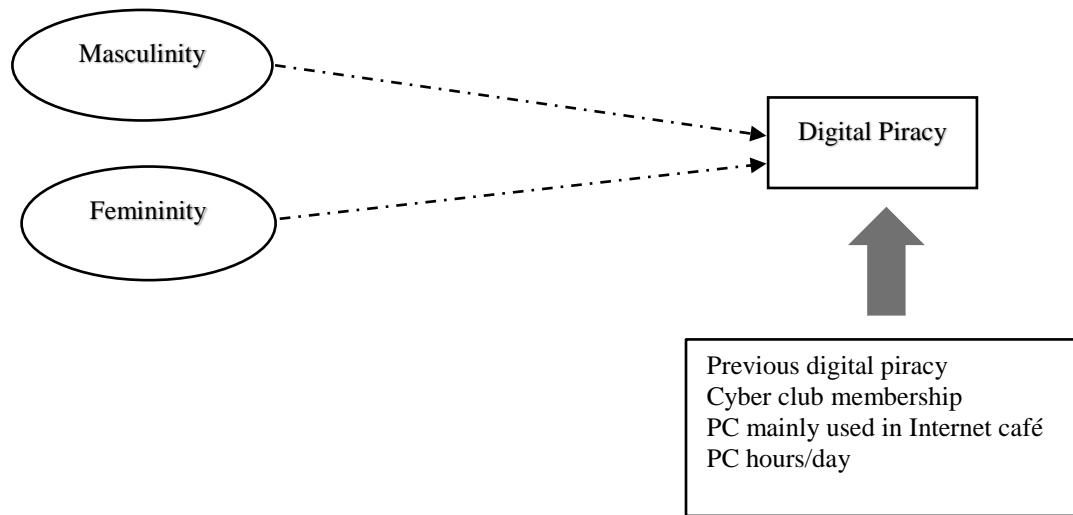 Masculinity
Digital Piracy
Femininity
Previous digital piracy
Cyber club membership
PC mainly used in Internet café
PC hours/day